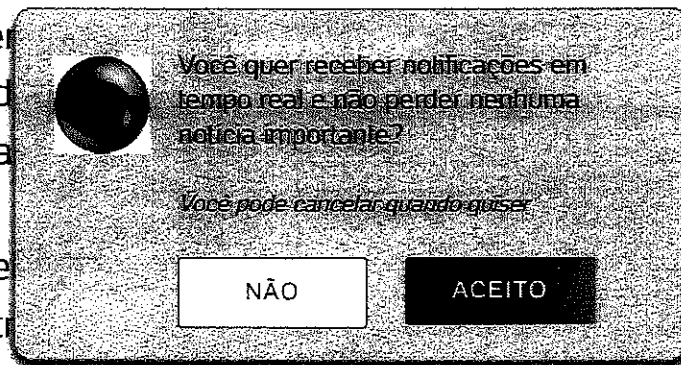 Você quer receber notificações em
tempo real e não perder nenhuma
notícia importante?
Você pode cancelar quando quiser
NÃO
ACEITO